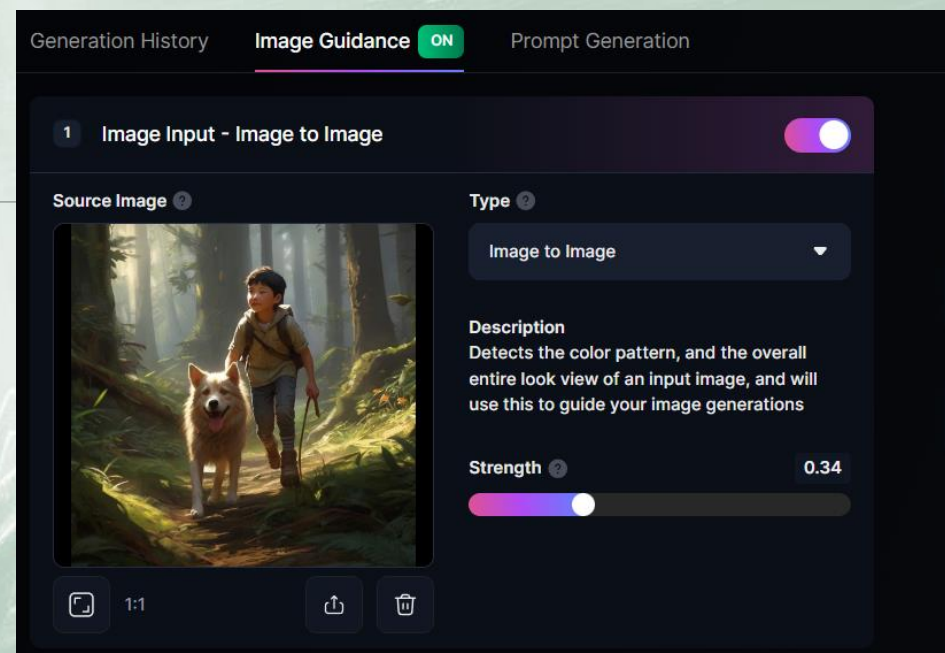 Generation History Image Guidance ON Prompt Generation
1 Image Input - Image to Image
Source Image ?
Type ?
Image to Image
Description
Detects the color pattern, and the overall
entire look view of an input image, and will
use this to guide your image generations
Strength ? 0.34
1:1